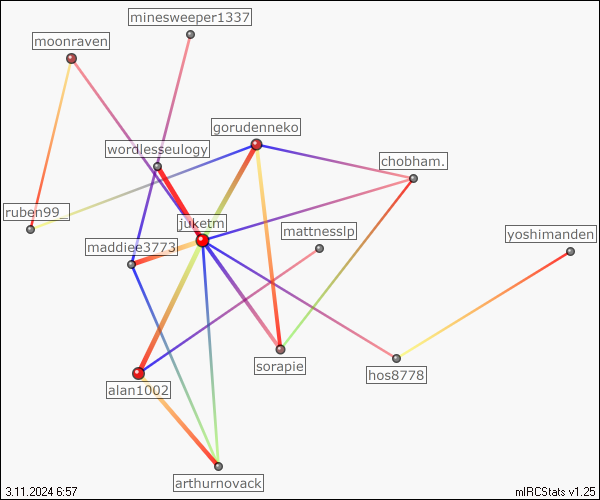 minesweeper1337
moonraven
gorudenneko
wordlesseulogy
chobham.
ruben99_
juketm
mattnesslp
yoshimanden
maddiee3773
sorapie
hos8778
alan1002
arthurnovack
3.11.2024 6:57
mIRCStats v1.25